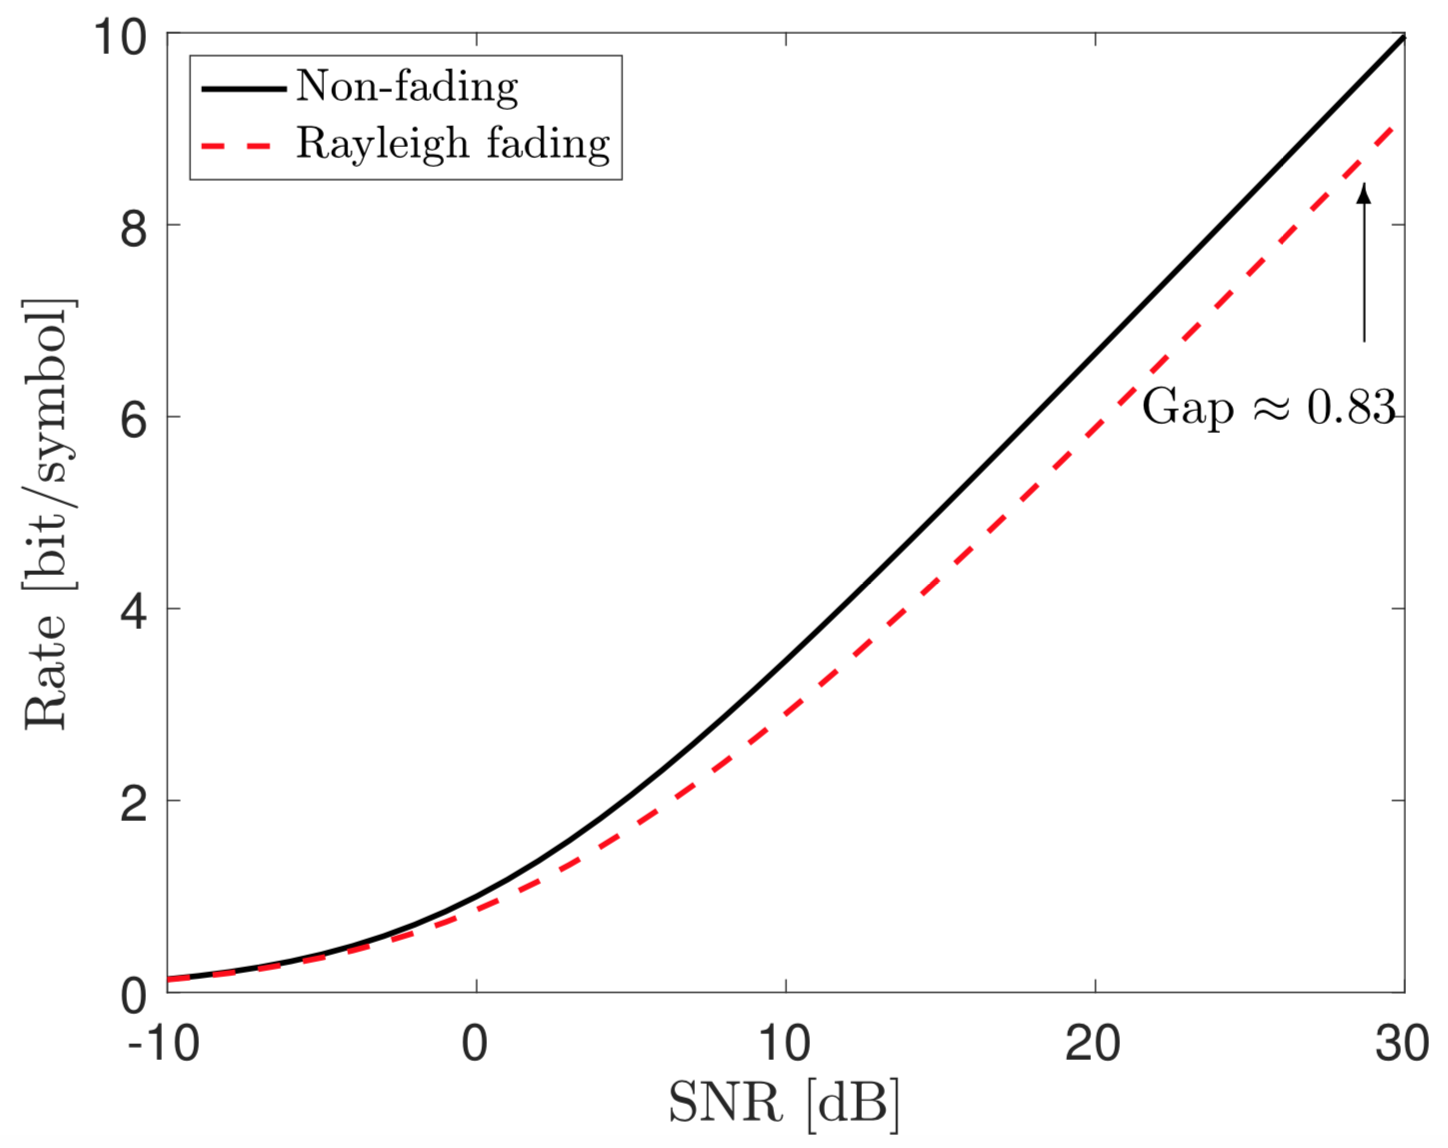 Non-fading
Rayleigh fading
10
8
6
4
2
0
Rate [bit/symbol]
Gap ≈ 0.83
-10 0 10 20 30
SNR [dB]